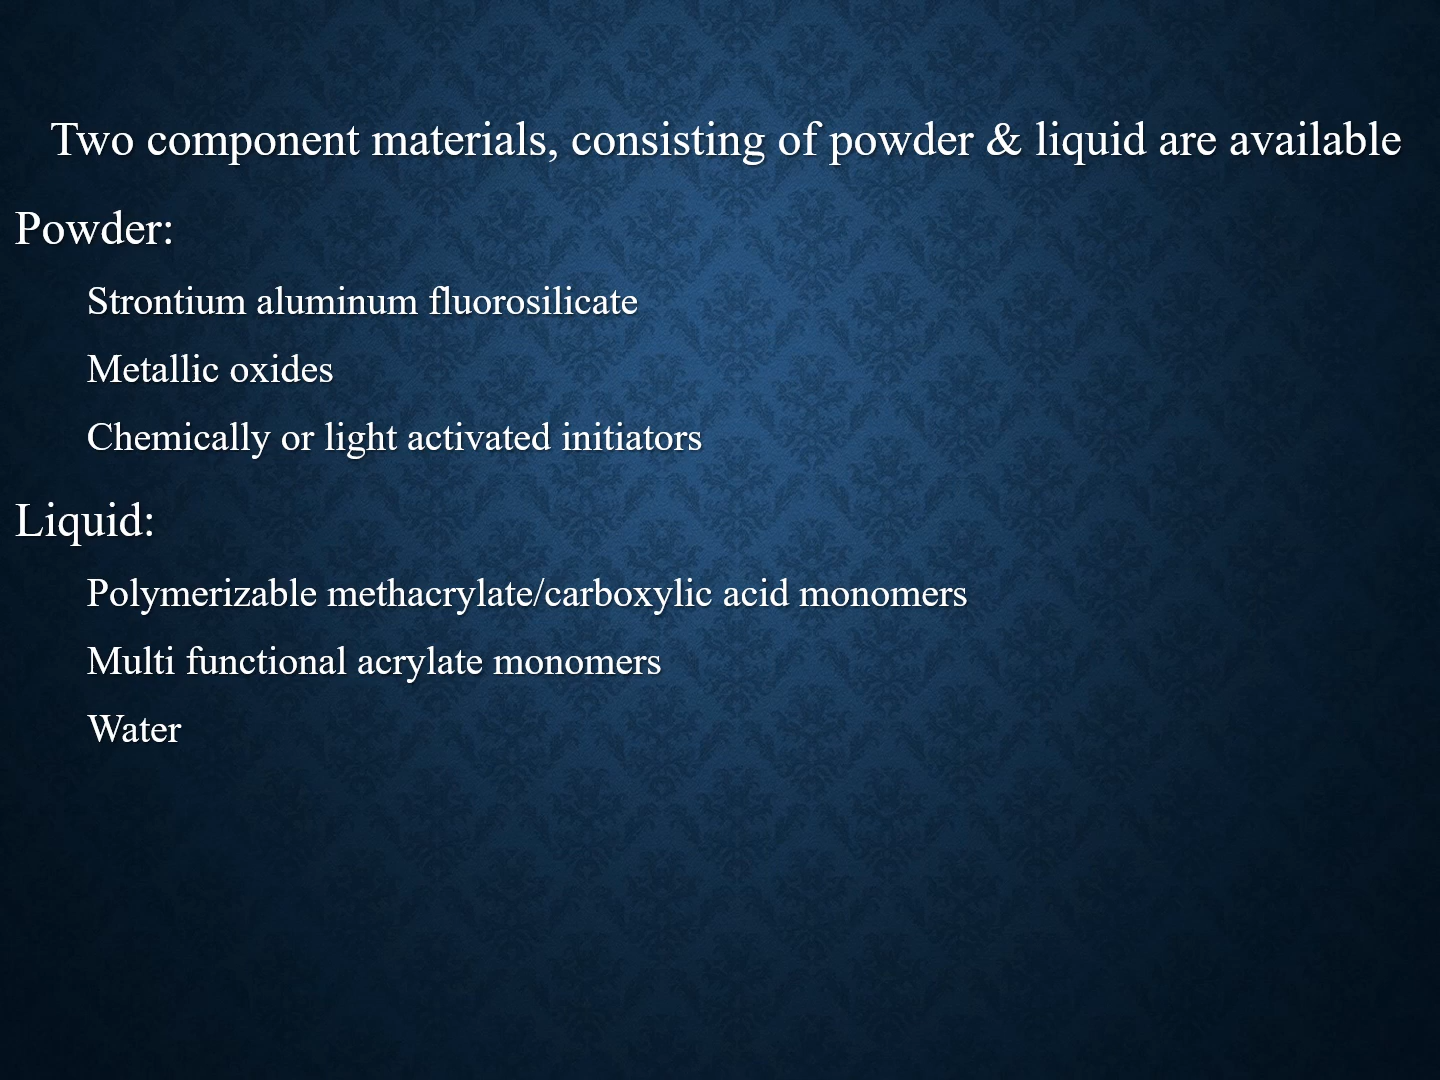 Two component materials, consisting of powder & liquid are available
Powder:
Strontium aluminum fluorosilicate
Metallic oxides
Chemically or light activated initiators
Liquid:
Polymerizable methacrylate/carboxylic acid monomers
Multi functional acrylate monomers
Water